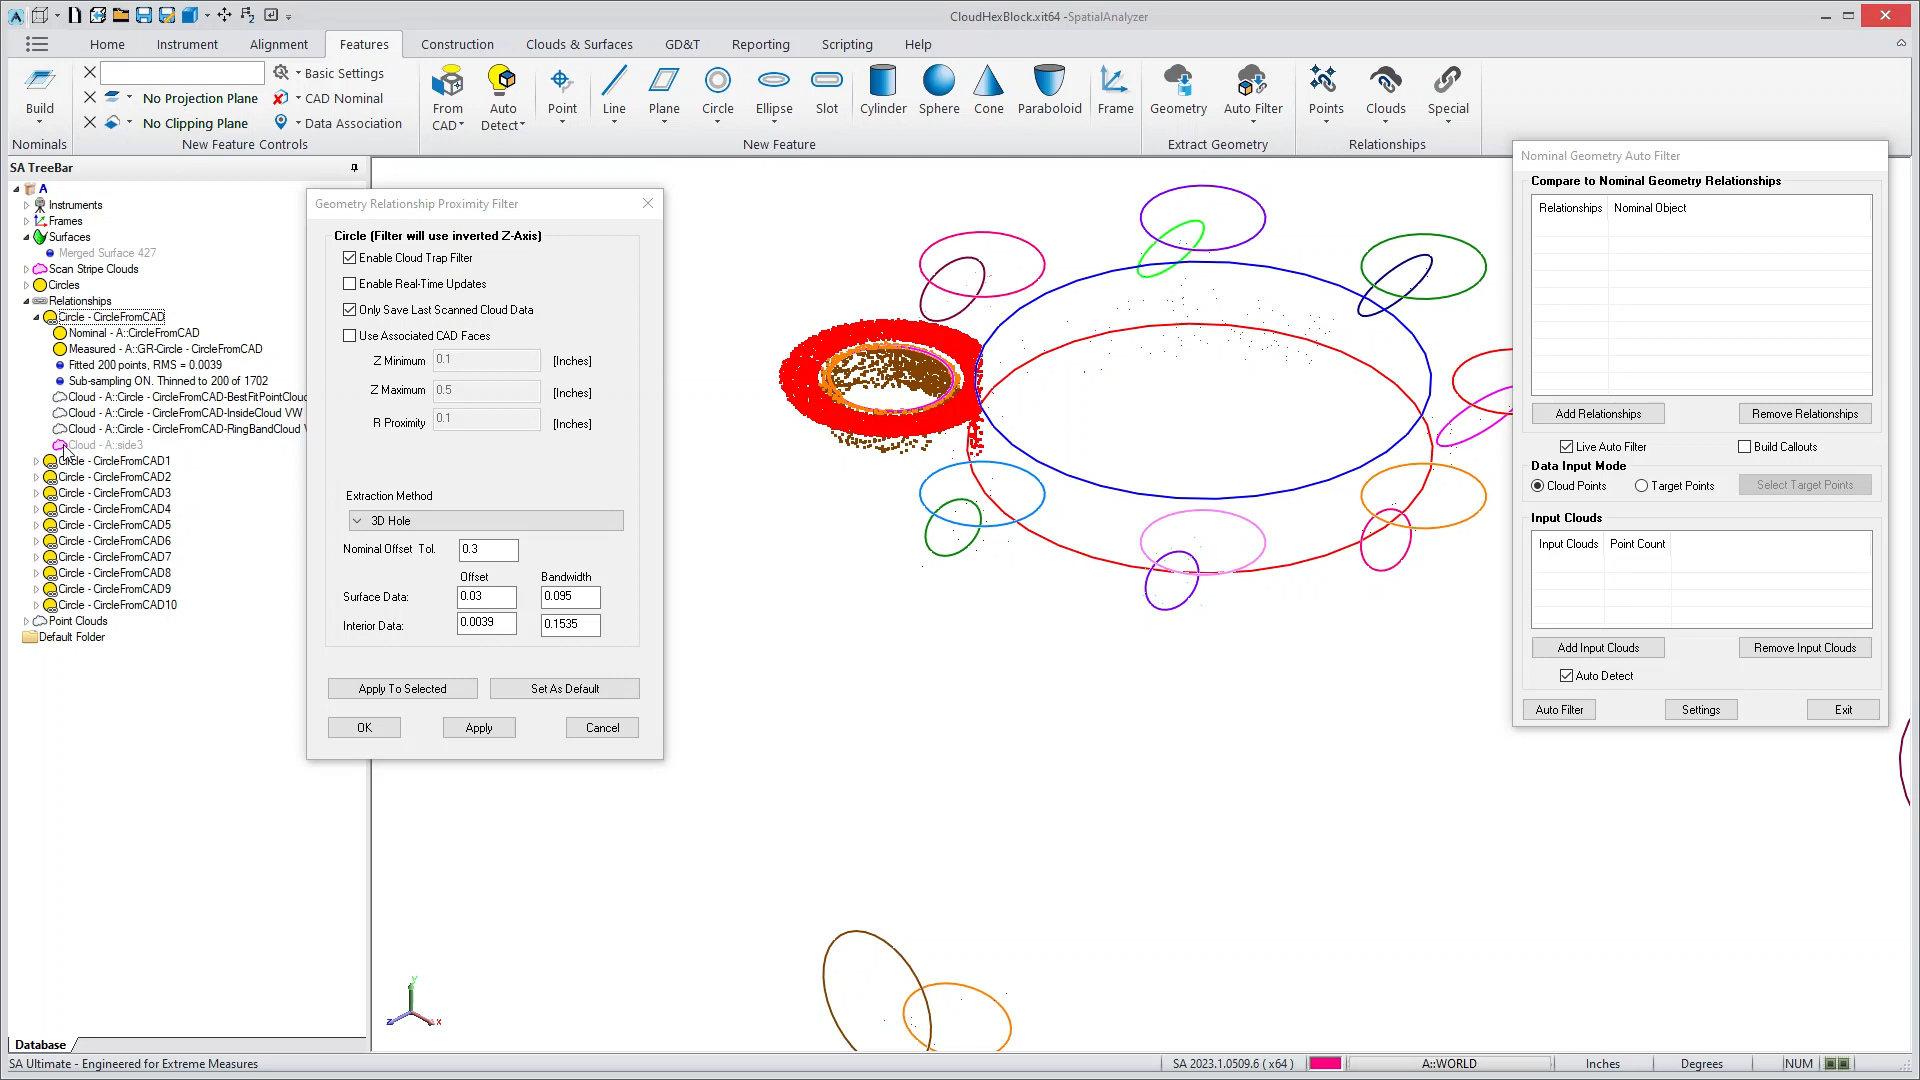 CloudHexBlock.xit64 -SpatialAnalyzer
Home Instrument Alignment Features Construction Clouds & Surfaces GD&T Reporting Scripting Help
Basic Settings
No Projection Plane CAD Nominal
No Clipping Plane Data Association
Build From CAD Auto Detect Point Line Plane Circle Ellipse Slot Cylinder Sphere Cone Paraboloid Frame Geometry Auto Filter Points Clouds Special
Nominals New Feature Controls New Feature Extract Geometry Relationships
SA TreeBar
A
Instruments
Frames
Surfaces
Merged Surface 427
Scan Stripe Clouds
Circles
Relationships
Circle - CircleFromCAD
Nominal - A::CircleFromCAD
Measured - A::GR-Circle - CircleFromCAD
Fitted 200 points, RMS = 0.0039
Sub-sampling ON. Thinned to 200 of 1702
Cloud - A::Circle - CircleFromCAD-BestFitPointCloud
Cloud - A::Circle - CircleFromCAD-InsideCloud VW
Cloud - A::Circle - CircleFromCAD-RingBandCloud V
Cloud - A::side3
Circle - CircleFromCAD1
Circle - CircleFromCAD2
Circle - CircleFromCAD3
Circle - CircleFromCAD4
Circle - CircleFromCAD5
Circle - CircleFromCAD6
Circle - CircleFromCAD7
Circle - CircleFromCAD8
Circle - CircleFromCAD9
Circle - CircleFromCAD10
Point Clouds
Default Folder
Database
Geometry Relationship Proximity Filter
Circle (Filter will use inverted Z-Axis)
Enable Cloud Trap Filter
Enable Real-Time Updates
Only Save Last Scanned Cloud Data
Use Associated CAD Faces
Z Minimum 0.1 [Inches]
Z Maximum 0.5 [Inches]
R Proximity 0.1 [Inches]
Extraction Method
3D Hole
Nominal Offset Tol. 0.3
Offset Bandwidth
Surface Data: 0.03 0.095
Interior Data: 0.0039 0.1535
Apply To Selected Set As Default
OK Apply Cancel
Y
Z X
Nominal Geometry Auto Filter
Compare to Nominal Geometry Relationships
Relationships Nominal Object
Add Relationships Remove Relationships
Live Auto Filter Build Callouts
Data Input Mode
Cloud Points Target Points Select Target Points
Input Clouds
Input Clouds Point Count
Add Input Clouds Remove Input Clouds
Auto Detect
Auto Filter Settings Exit
SA Ultimate - Engineered for Extreme Measures SA 2023.1.0509.6 ( x64 ) A::WORLD Inches Degrees NUM